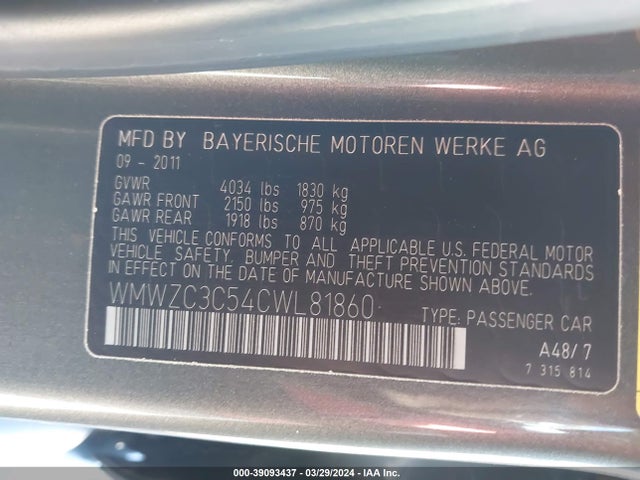 MFD BY BAYERISCHE MOTOREN WERKE AG
09 - 2011
GVWR 4034 lbs 1830 kg
GAWR FRONT 2150 lbs 975 kg
GAWR REAR 1918 lbs 870 kg
THIS VEHICLE CONFORMS TO ALL APPLICABLE U.S. FEDERAL MOTOR
VEHICLE SAFETY, BUMPER, AND THEFT PREVENTION STANDARDS
IN EFFECT ON THE DATE OF MANUFACTURE SHOWN ABOVE.
WMWZC3C54CWL81860 TYPE: PASSENGER CAR
A48/7
7 315 814
000-39093437 - 03/29/2024 - IAA Inc.